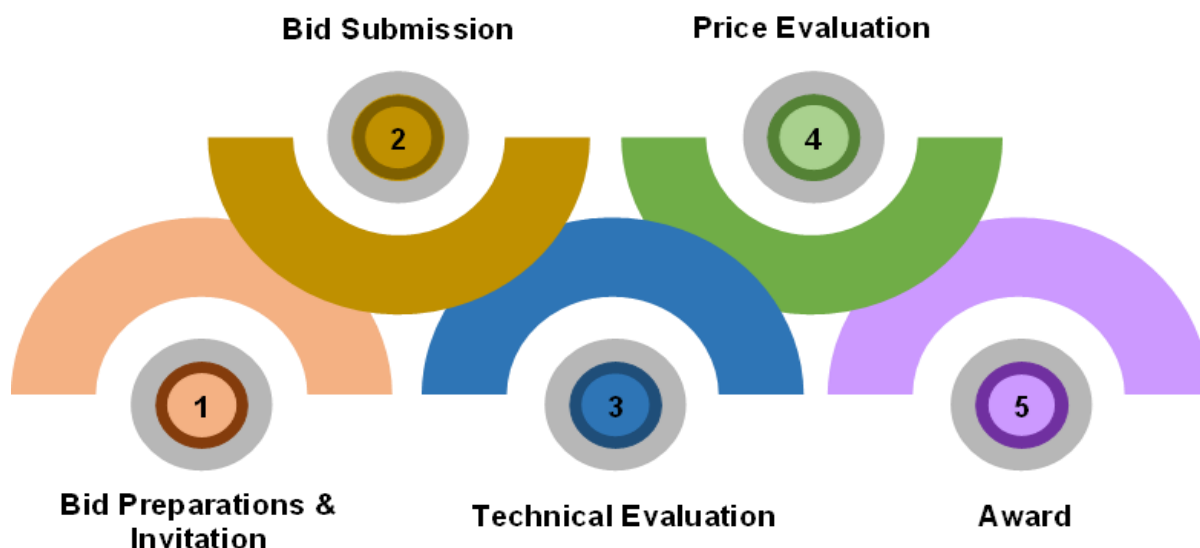 Bid Submission
Price Evaluation
2
4
1
3
5
Bid Preparations &
Invitation
Technical Evaluation
Award